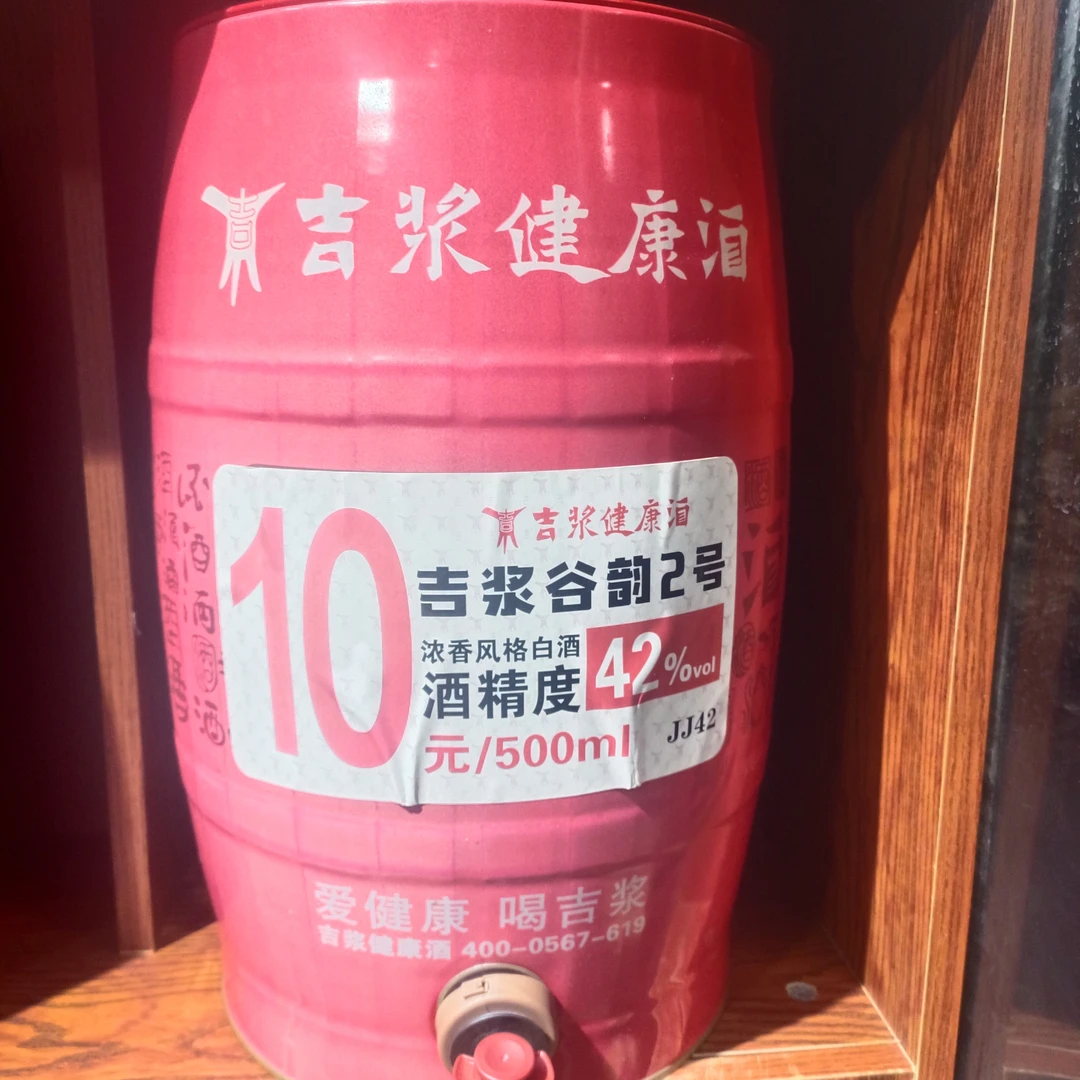 吉 吉浆健康酒
10
吉 吉浆健康酒
吉浆谷韵2号
浓香风格白酒
酒精度 42%vol
元/500ml
JJ42
爱健康 喝吉浆
吉浆健康酒 400-0567-619